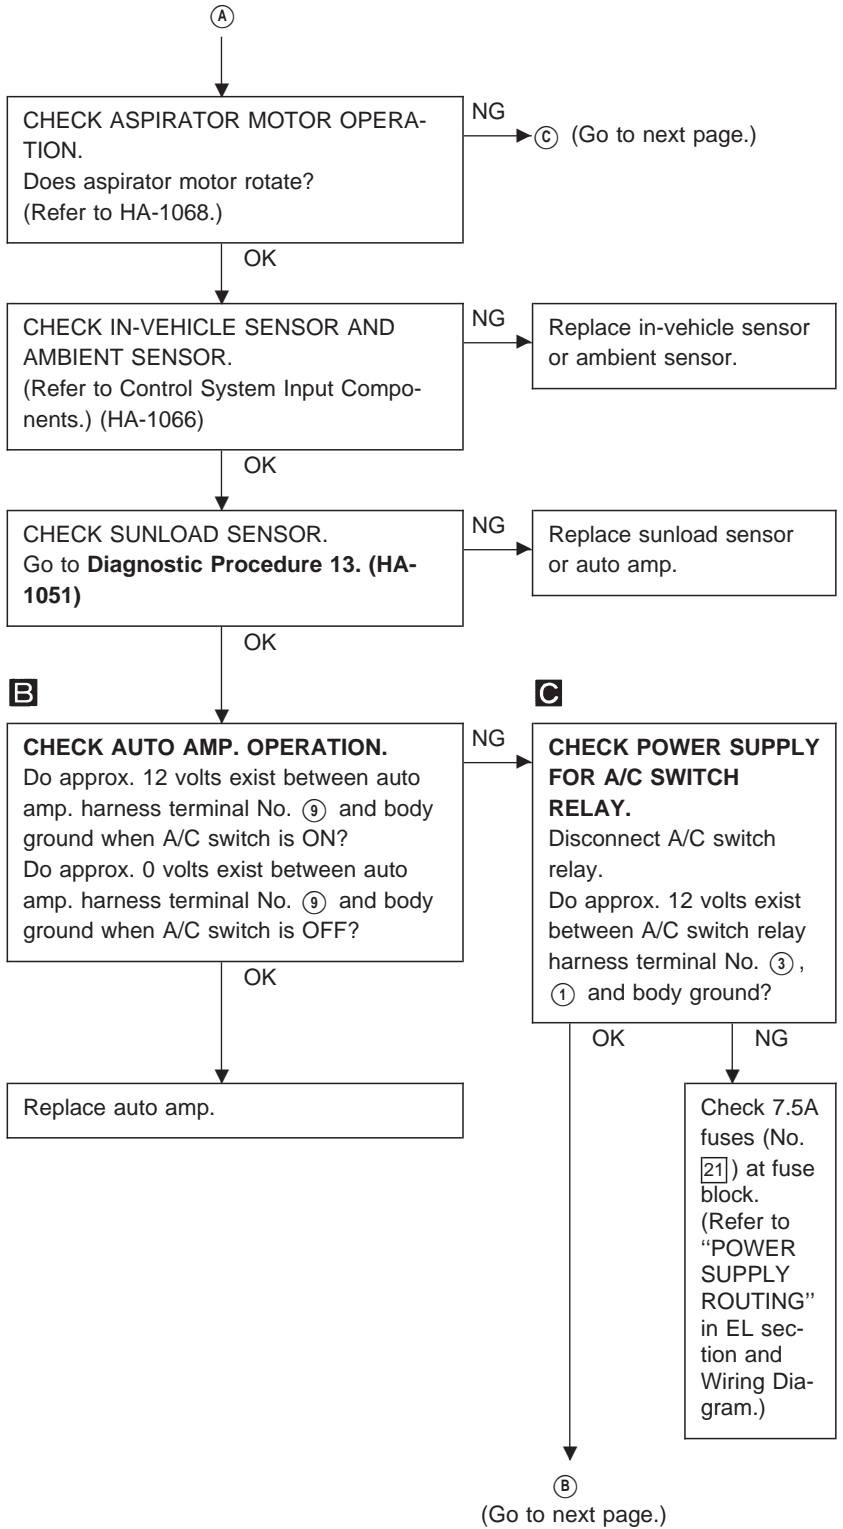 A
CHECK ASPIRATOR MOTOR OPERA-
TION.
Does aspirator motor rotate?
(Refer to HA-1068.)
NG
C (Go to next page.)
OK
CHECK IN-VEHICLE SENSOR AND
AMBIENT SENSOR.
(Refer to Control System Input Compo-
nents.) (HA-1066)
NG
Replace in-vehicle sensor
or ambient sensor.
OK
CHECK SUNLOAD SENSOR.
Go to Diagnostic Procedure 13. (HA-
1051)
NG
Replace sunload sensor
or auto amp.
OK
B
CHECK AUTO AMP. OPERATION.
Do approx. 12 volts exist between auto
amp. harness terminal No. 9 and body
ground when A/C switch is ON?
Do approx. 0 volts exist between auto
amp. harness terminal No. 9 and body
ground when A/C switch is OFF?
NG
OK
Replace auto amp.
C
CHECK POWER SUPPLY
FOR A/C SWITCH
RELAY.
Disconnect A/C switch
relay.
Do approx. 12 volts exist
between A/C switch relay
harness terminal No. 3 ,
1 and body ground?
OK
NG
Check 7.5A
fuses (No.
21) at fuse
block.
(Refer to
‘‘POWER
SUPPLY
ROUTING’’
in EL sec-
tion and
Wiring Dia-
gram.)
B
(Go to next page.)